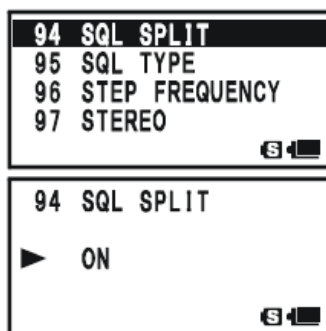 94 SQL SPLIT
95 SQL TYPE
96 STEP FREQUENCY
97 STEREO
S
94 SQL SPLIT
▶ ON
S